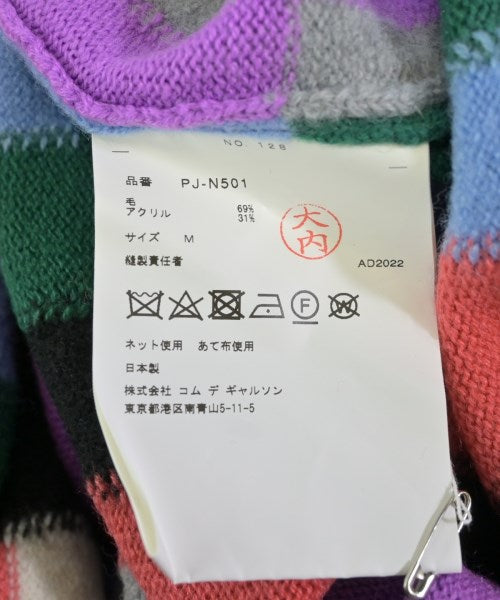 NO. 128
品番 PJ-N501
毛 69%
アクリル 31%
サイズ M
大内
縫製責任者 AD2022
F
W
ネット使用 あて布使用
日本製
株式会社 コム デ ギャルソン
東京都港区南青山5-11-5